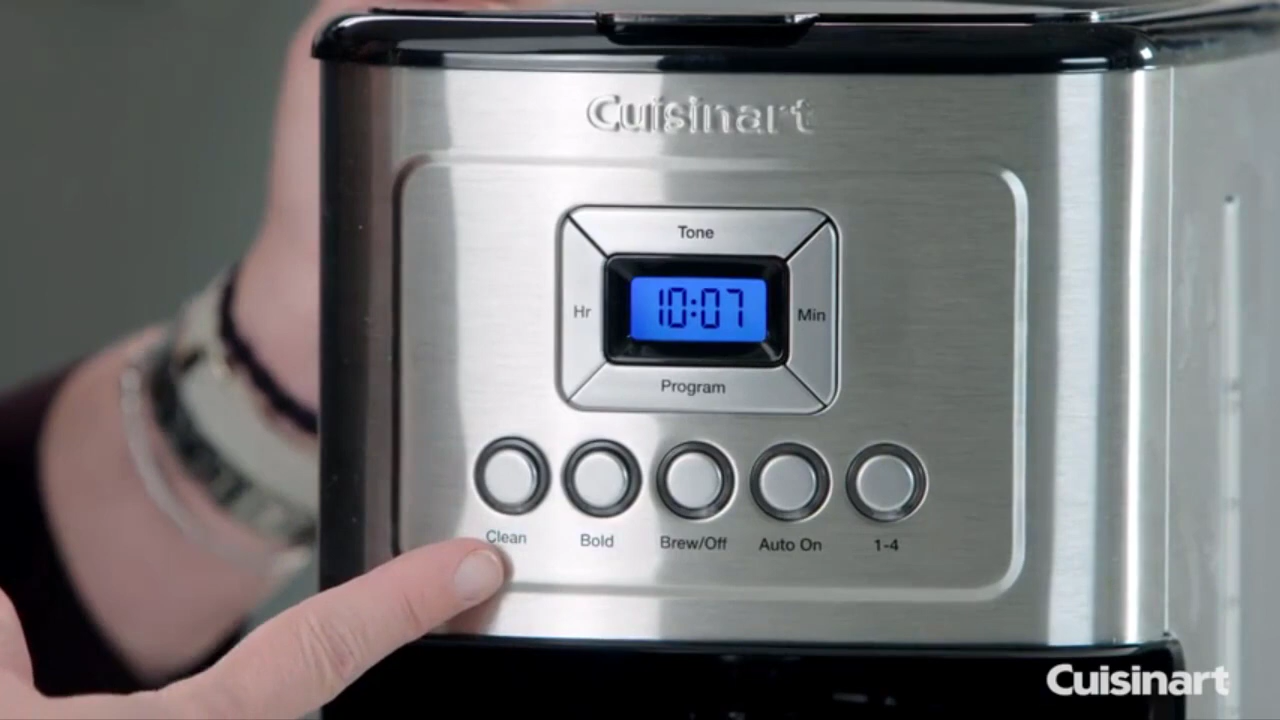 Cuisinart
Tone
Hr
10:07
Min
Program
Clean
Bold
Brew/Off
Auto On
1-4
Cuisinart